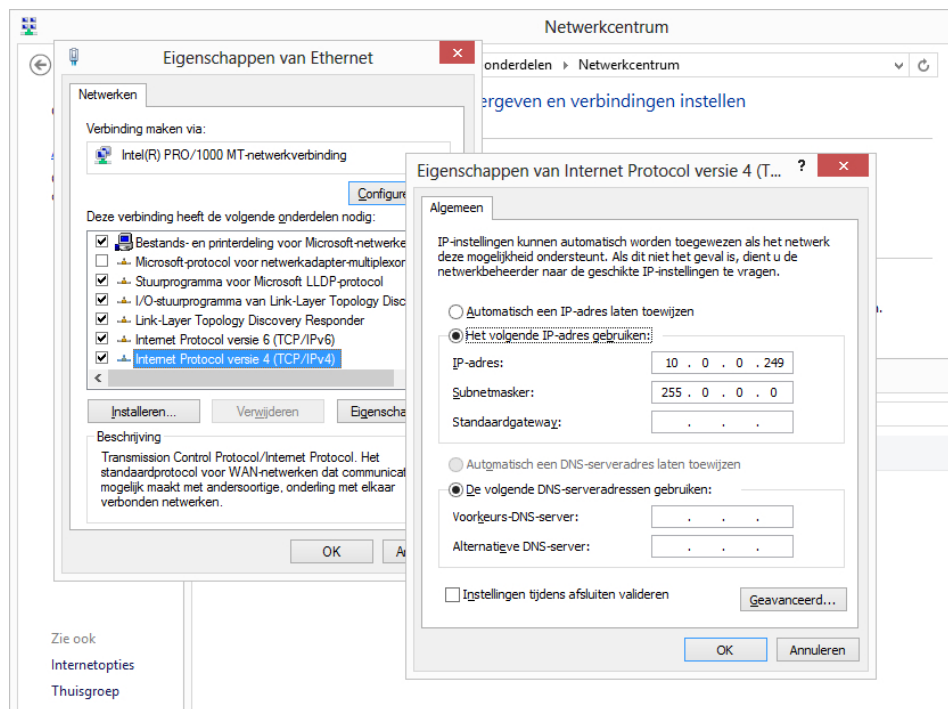 Netwerkcentrum
onderdelen
Netwerkcentrum
ergeven en verbindingen instellen
Eigenschappen van Ethernet
Netwerken
Verbinding maken via:
Intel(R) PRO/1000 MT-netwerkverbinding
Configure
Deze verbinding heeft de volgende onderdelen nodig:
Bestands- en printerdeling voor Microsoft-netwerke
Microsoft-protocol voor netwerkadapter-multiplexor
Stuurprogramma voor Microsoft LLDP-protocol
I/O-stuurprogramma van Link-Layer Topology Disc
Link-Layer Topology Discovery Responder
Internet Protocol versie 6 (TCP/IPv6)
Internet Protocol versie 4 (TCP/IPv4)
Installeren...
Verwijderen
Eigenscha
Beschrijving
Transmission Control Protocol/Internet Protocol. Het
standaardprotocol voor WAN-netwerken dat communicat
mogelijk maakt met andersoortige, onderling met elkaar
verbonden netwerken.
OK
Eigenschappen van Internet Protocol versie 4 (T...
?
Algemeen
IP-instellingen kunnen automatisch worden toegewezen als het netwerk
deze mogelijkheid ondersteunt. Als dit niet het geval is, dient u de
netwerkbeheerder naar de geschikte IP-instellingen te vragen.
Automatisch een IP-adres laten toewijzen
Het volgende IP-adres gebruiken:
IP-adres: 10 . 0 . 0 . 249
Subnetmasker: 255 . 0 . 0 . 0
Standaardgateway: . . .
Automatisch een DNS-serveradres laten toewijzen
De volgende DNS-serveradressen gebruiken:
Voorkeurs-DNS-server: . . .
Alternatieve DNS-server: . . .
Instellingen tijdens afsluiten valideren
Geavanceerd...
OK
Annuleren
Zie ook
Internetopties
Thuisgroep